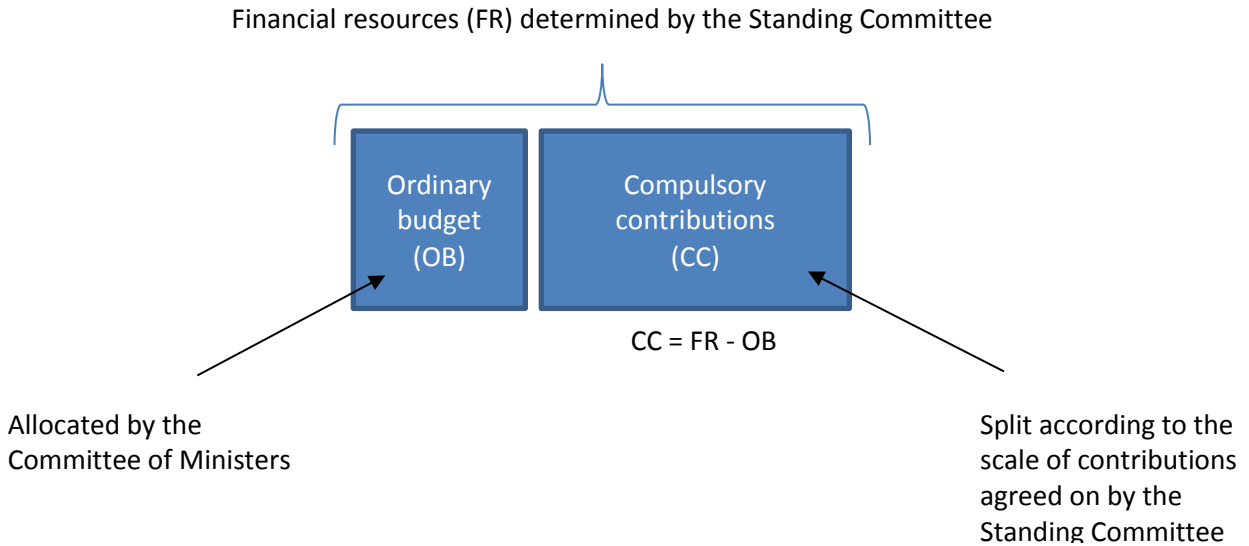 Financial resources (FR) determined by the Standing Committee
Ordinary
budget
(OB)
Compulsory
contributions
(CC)
CC = FR - OB
Allocated by the
Committee of Ministers
Split according to the
scale of contributions
agreed on by the
Standing Committee